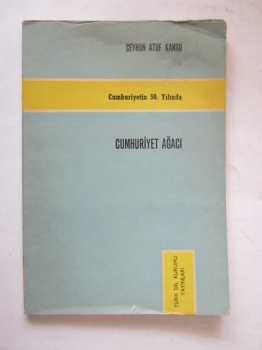 CEYHUN ATUF KANSU
Cumhuriyetin 50. Yılında
CUMHURİYET AĞACI
TÜRK DİL KURUMU
YAYINLARI